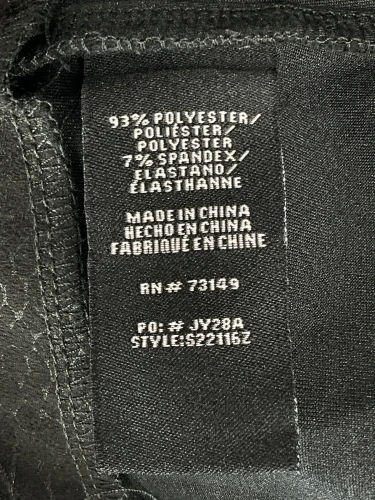 93% POLYESTER/
POLIÉSTER/
POLYESTER
7% SPANDEX/
ELASTANO/
ÉLASTHANNE
MADE IN CHINA
HECHO EN CHINA
FABRIQUÉ EN CHINE
RN# 73149
PO: # JY28A
STYLE:S22116Z